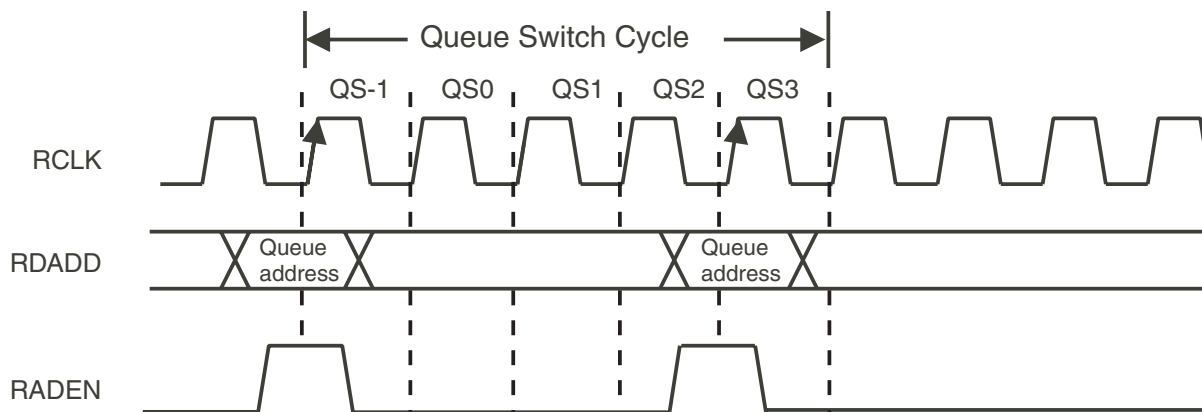 Queue Switch Cycle
QS-1 QS0 QS1 QS2 QS3
RCLK
RDADD
Queue
address
Queue
address
RADEN